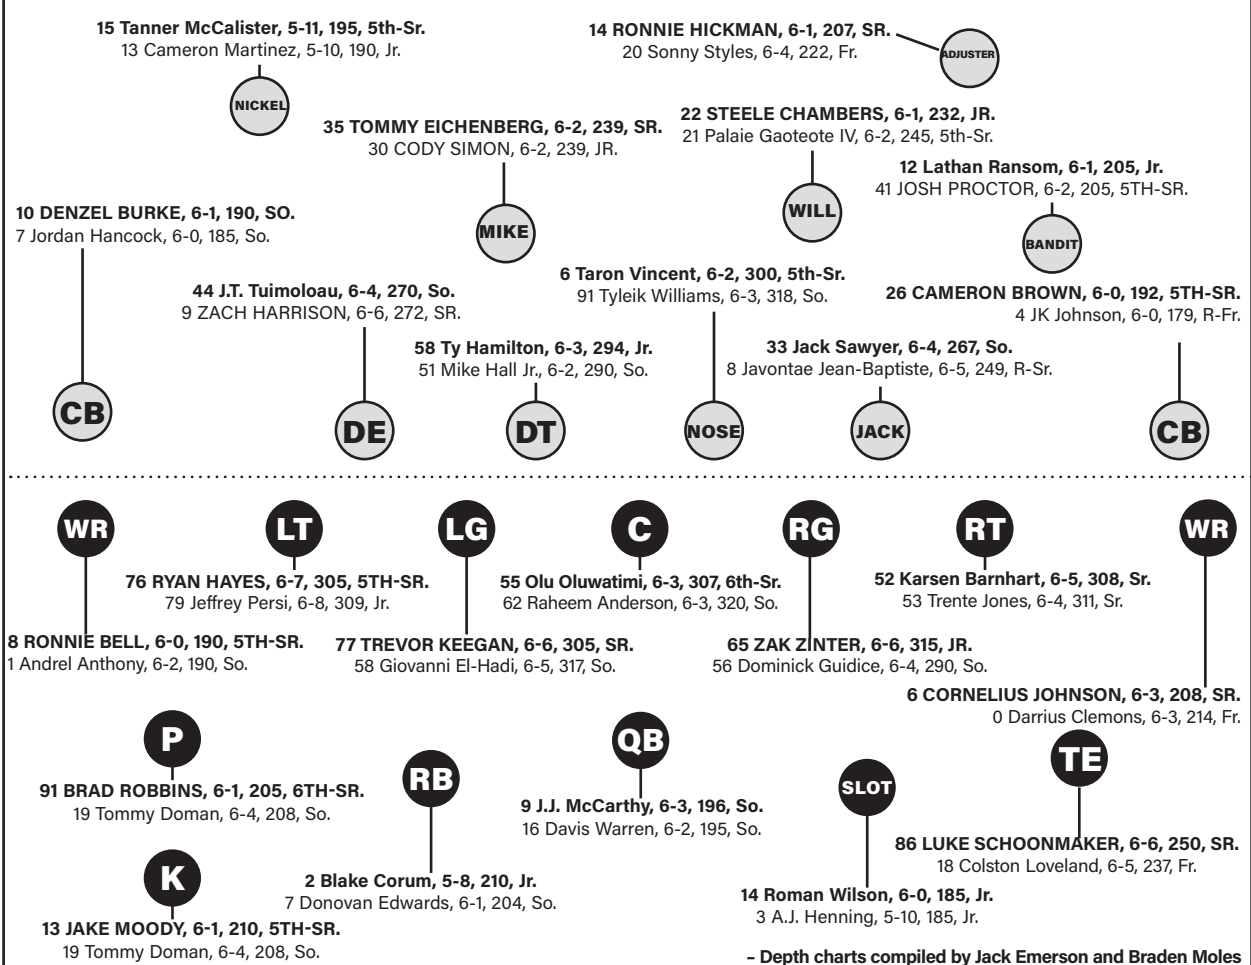 15 Tanner McCalister, 5-11, 195, 5th-Sr.
13 Cameron Martinez, 5-10, 190, Jr.
NICKEL
14 RONNIE HICKMAN, 6-1, 207, SR.
20 Sonny Styles, 6-4, 222, Fr.
ADJUSTER
35 TOMMY EICHENBERG, 6-2, 239, SR.
30 CODY SIMON, 6-2, 239, JR.
MIKE
22 STEELE CHAMBERS, 6-1, 232, JR.
21 Palaie Gaoteote IV, 6-2, 245, 5th-Sr.
WILL
12 Lathan Ransom, 6-1, 205, Jr.
41 JOSH PROCTOR, 6-2, 205, 5TH-SR.
BANDIT
10 DENZEL BURKE, 6-1, 190, SO.
7 Jordan Hancock, 6-0, 185, So.
CB
44 J.T. Tuimoloau, 6-4, 270, So.
9 ZACH HARRISON, 6-6, 272, SR.
DE
58 Ty Hamilton, 6-3, 294, Jr.
51 Mike Hall Jr., 6-2, 290, So.
DT
6 Taron Vincent, 6-2, 300, 5th-Sr.
91 Tyleik Williams, 6-3, 318, So.
NOSE
33 Jack Sawyer, 6-4, 267, So.
8 Javontae Jean-Baptiste, 6-5, 249, R-Sr.
JACK
26 CAMERON BROWN, 6-0, 192, 5TH-SR.
4 JK Johnson, 6-0, 179, R-Fr.
CB
WR
8 RONNIE BELL, 6-0, 190, 5TH-SR.
1 Andrel Anthony, 6-2, 190, So.
LT
76 RYAN HAYES, 6-7, 305, 5TH-SR.
79 Jeffrey Persi, 6-8, 309, Jr.
LG
77 TREVOR KEEGAN, 6-6, 305, SR.
58 Giovanni El-Hadi, 6-5, 317, So.
C
55 Olu Oluwatimi, 6-3, 307, 6th-Sr.
62 Raheem Anderson, 6-3, 320, So.
RG
65 ZAK ZINTER, 6-6, 315, JR.
56 Dominick Guidice, 6-4, 290, So.
RT
52 Karsen Barnhart, 6-5, 308, Sr.
53 Trente Jones, 6-4, 311, Sr.
WR
6 CORNELIUS JOHNSON, 6-3, 208, SR.
0 Darrius Clemons, 6-3, 214, Fr.
P
91 BRAD ROBBINS, 6-1, 205, 6TH-SR.
19 Tommy Doman, 6-4, 208, So.
RB
2 Blake Corum, 5-8, 210, Jr.
7 Donovan Edwards, 6-1, 204, So.
QB
9 J.J. McCarthy, 6-3, 196, So.
16 Davis Warren, 6-2, 195, So.
SLOT
14 Roman Wilson, 6-0, 185, Jr.
3 A.J. Henning, 5-10, 185, Jr.
TE
86 LUKE SCHOONMAKER, 6-6, 250, SR.
18 Colston Loveland, 6-5, 237, Fr.
K
13 JAKE MOODY, 6-1, 210, 5TH-SR.
19 Tommy Doman, 6-4, 208, So.
– Depth charts compiled by Jack Emerson and Braden Moles